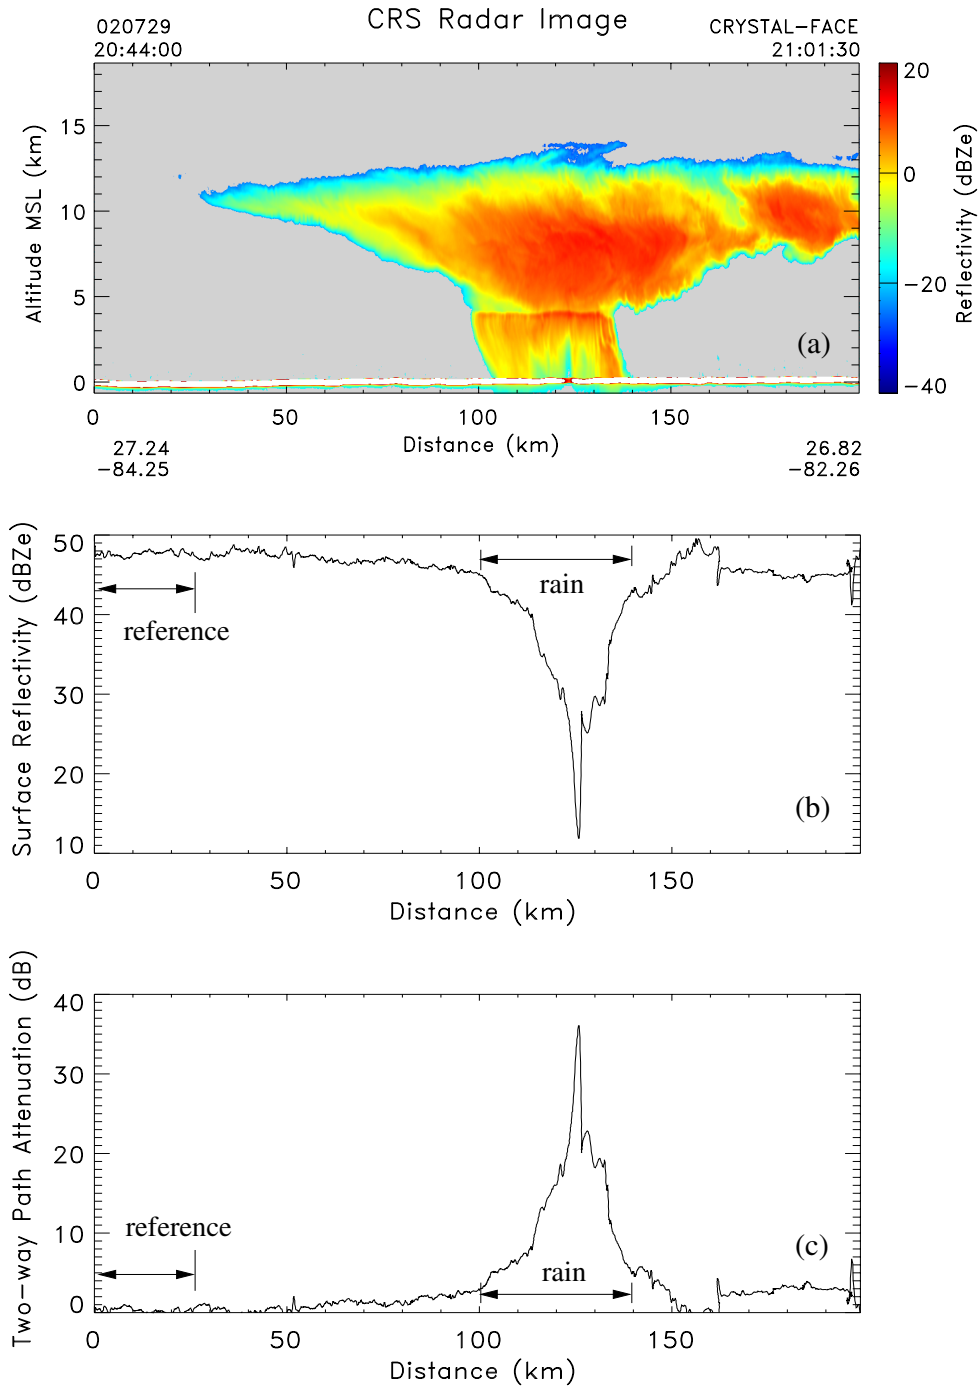 CRS Radar Image
020729
20:44:00
CRYSTAL-FACE
21:01:30
Altitude MSL (km)
15
10
5
0
(a)
0
50
100
150
Distance (km)
27.24
-84.25
26.82
-82.26
20
0
-20
-40
Reflectivity (dBZe)
Surface Reflectivity (dBZe)
50
40
30
20
10
reference
rain
(b)
0
50
100
150
Distance (km)
Two-way Path Attenuation (dB)
40
30
20
10
0
reference
rain
(c)
0
50
100
150
Distance (km)